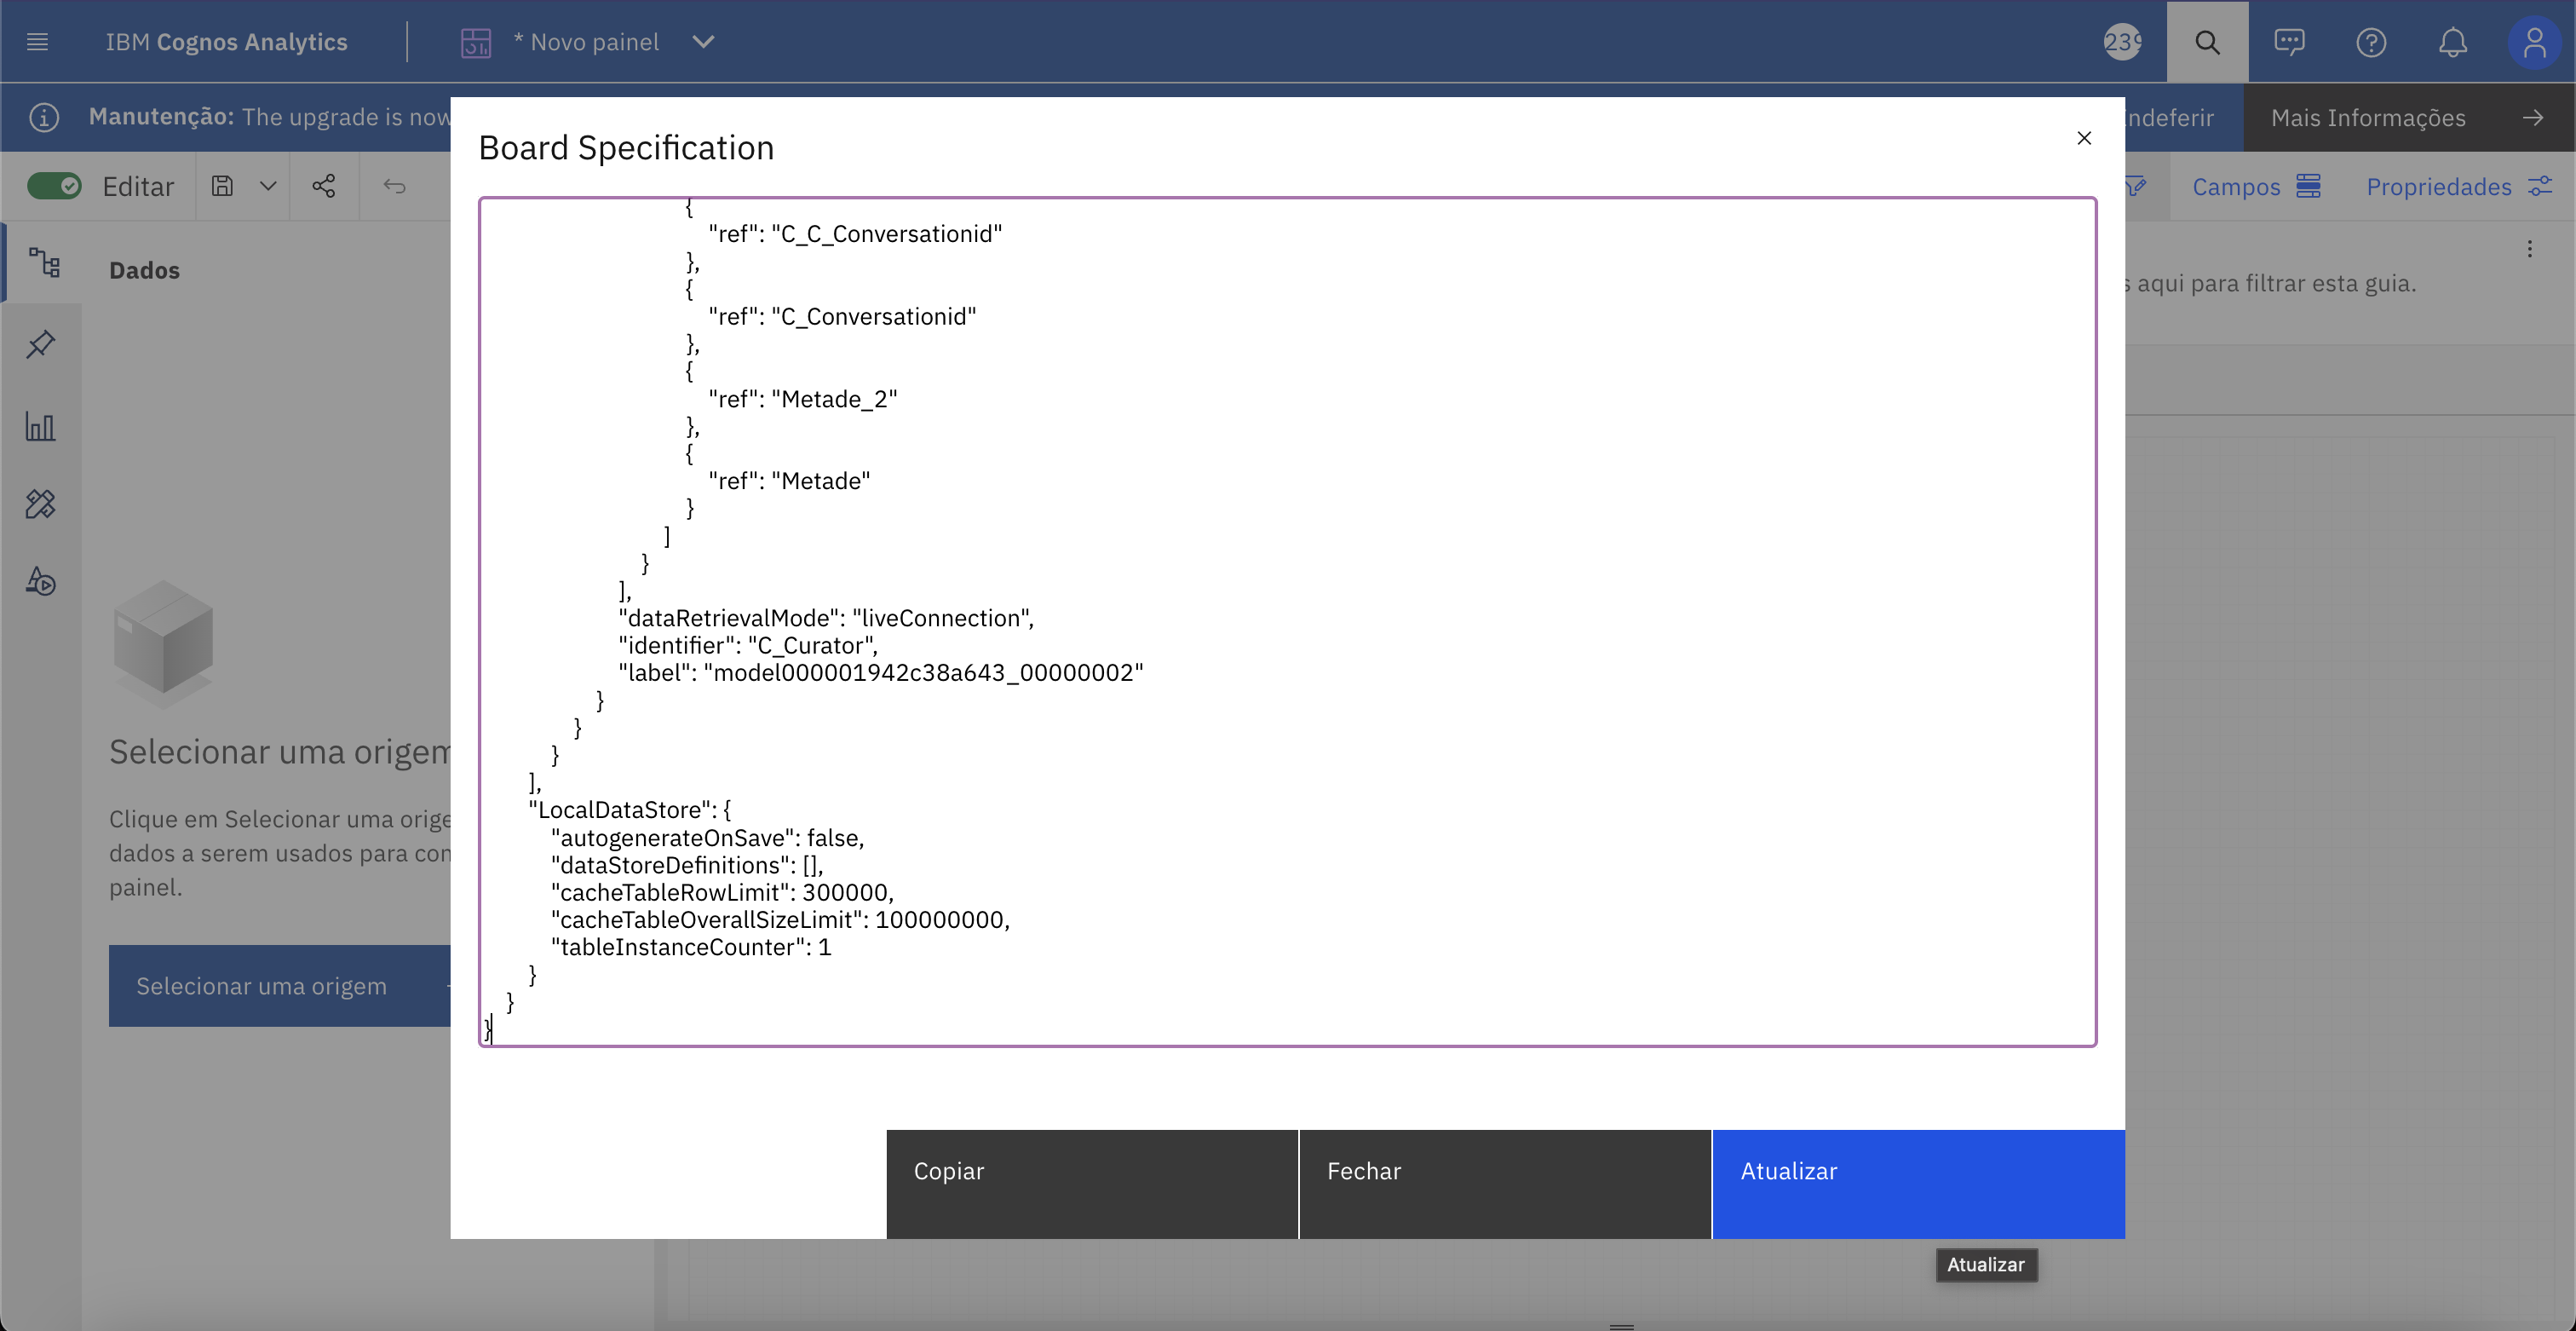 IBM Cognos Analytics
* Novo painel
239
Manutenção: The upgrade is now
Indeferir
Mais Informações
Editar
Campos
Propriedades
Dados
s aqui para filtrar esta guia.
Selecionar uma origem
Clique em Selecionar uma orige
dados a serem usados para con
painel.
Selecionar uma origem
Board Specification
{
"ref": "C_C_Conversationid"
},
{
"ref": "C_Conversationid"
},
{
"ref": "Metade_2"
},
{
"ref": "Metade"
}
]
}
],
"dataRetrievalMode": "liveConnection",
"identifier": "C_Curator",
"label": "model000001942c38a643_00000002"
}
}
}
],
"LocalDataStore": {
"autogenerateOnSave": false,
"dataStoreDefinitions": [],
"cacheTableRowLimit": 300000,
"cacheTableOverallSizeLimit": 100000000,
"tableInstanceCounter": 1
}
}
}
Copiar
Fechar
Atualizar
Atualizar